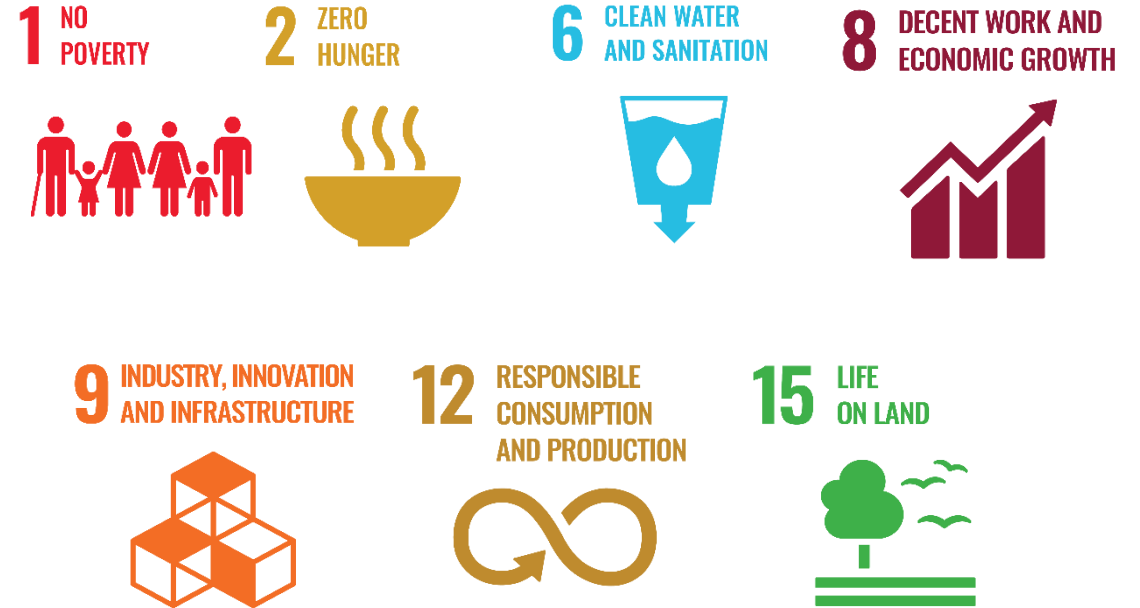 1 NO
POVERTY
2 ZERO
HUNGER
6 CLEAN WATER
AND SANITATION
8 DECENT WORK AND
ECONOMIC GROWTH
9 INDUSTRY, INNOVATION
AND INFRASTRUCTURE
12 RESPONSIBLE
CONSUMPTION
AND PRODUCTION
15 LIFE
ON LAND